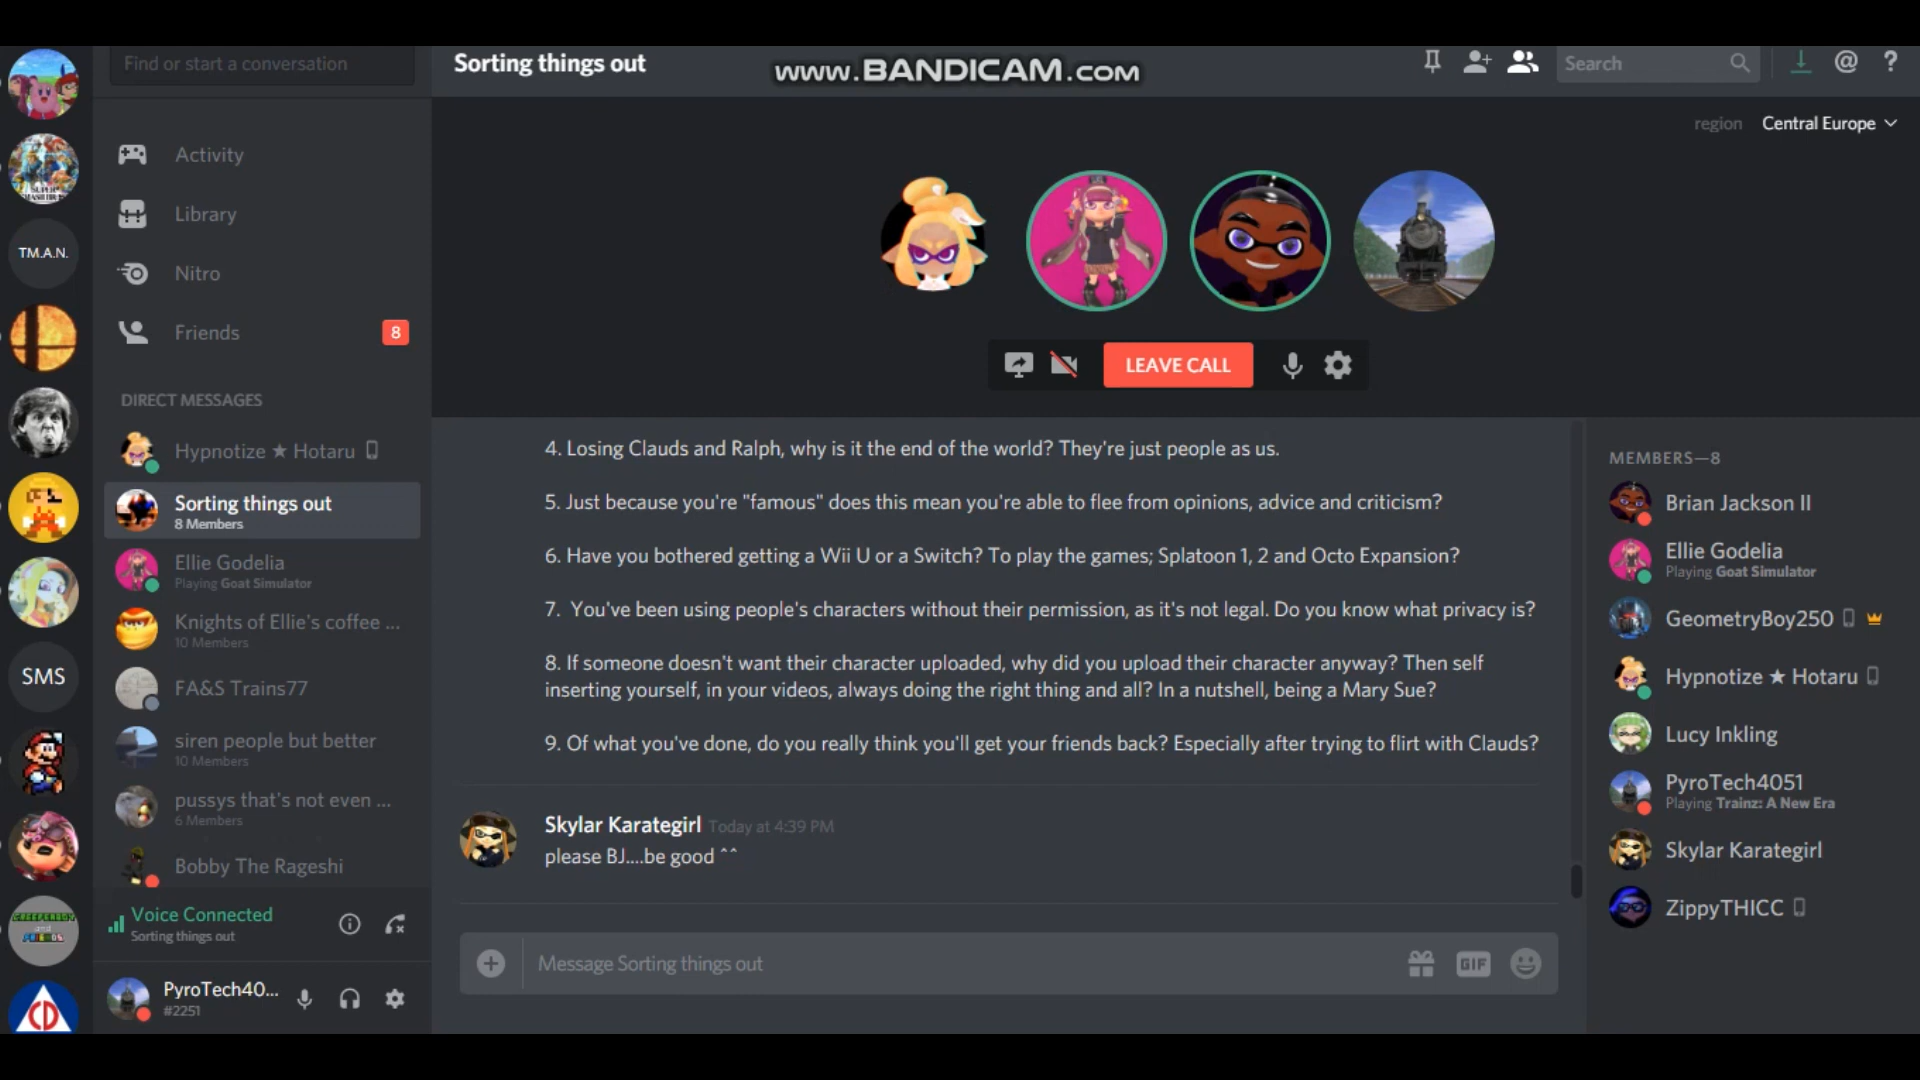 Find or start a conversation
Sorting things out
www.BANDICAM.com
Search
@
?
region Central Europe
TM.A.N.
Activity
Library
Nitro
Friends
8
LEAVE CALL
DIRECT MESSAGES
Hypnotize ★ Hotaru
Sorting things out
8 Members
Ellie Godelia
Playing Goat Simulator
Knights of Ellie's coffee ...
10 Members
FA&S Trains77
siren people but better
10 Members
pussys that's not even ...
6 Members
Bobby The Rageshi
SMS
Voice Connected
Sorting things out
PyroTech40...
#2251
4. Losing Clauds and Ralph, why is it the end of the world? They're just people as us.
5. Just because you're "famous" does this mean you're able to flee from opinions, advice and criticism?
6. Have you bothered getting a Wii U or a Switch? To play the games; Splatoon 1, 2 and Octo Expansion?
7. You've been using people's characters without their permission, as it's not legal. Do you know what privacy is?
8. If someone doesn't want their character uploaded, why did you upload their character anyway? Then self
inserting yourself, in your videos, always doing the right thing and all? In a nutshell, being a Mary Sue?
9. Of what you've done, do you really think you'll get your friends back? Especially after trying to flirt with Clauds?
Skylar Karategirl Today at 4:39 PM
please BJ....be good ^^
Message Sorting things out
GIF
MEMBERS—8
Brian Jackson II
Ellie Godelia
Playing Goat Simulator
GeometryBoy250
Hypnotize ★ Hotaru
Lucy Inkling
PyroTech4051
Playing Trainz: A New Era
Skylar Karategirl
ZippyTHICC
CD